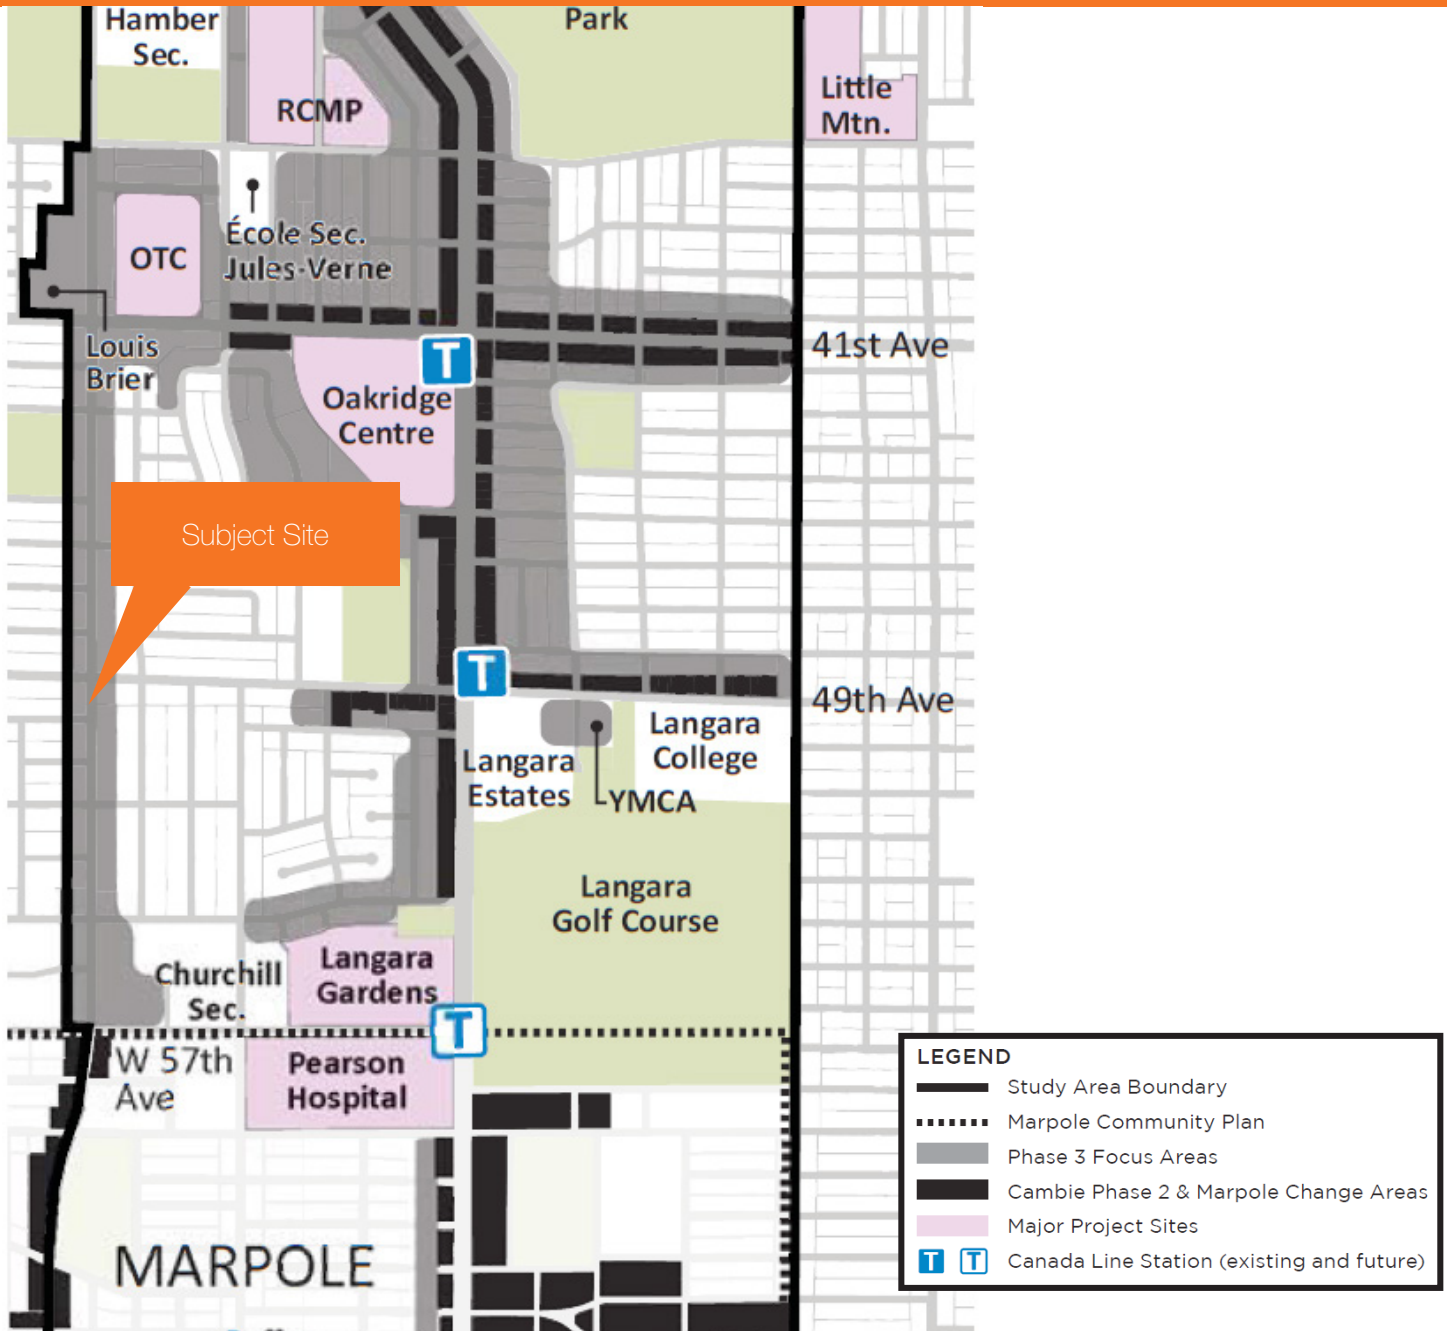 Hamber
Sec.
Park
RCMP
Little
Mtn.
OTC
École Sec.
Jules-Verne
Louis
Brier
41st Ave
T
Oakridge
Centre
Subject Site
T
49th Ave
Langara
College
Langara
Estates
YMCA
Langara
Golf Course
Churchill
Sec.
Langara
Gardens
T
W 57th
Ave
Pearson
Hospital
MARPOLE
LEGEND
Study Area Boundary
Marpole Community Plan
Phase 3 Focus Areas
Cambie Phase 2 & Marpole Change Areas
Major Project Sites
T T Canada Line Station (existing and future)